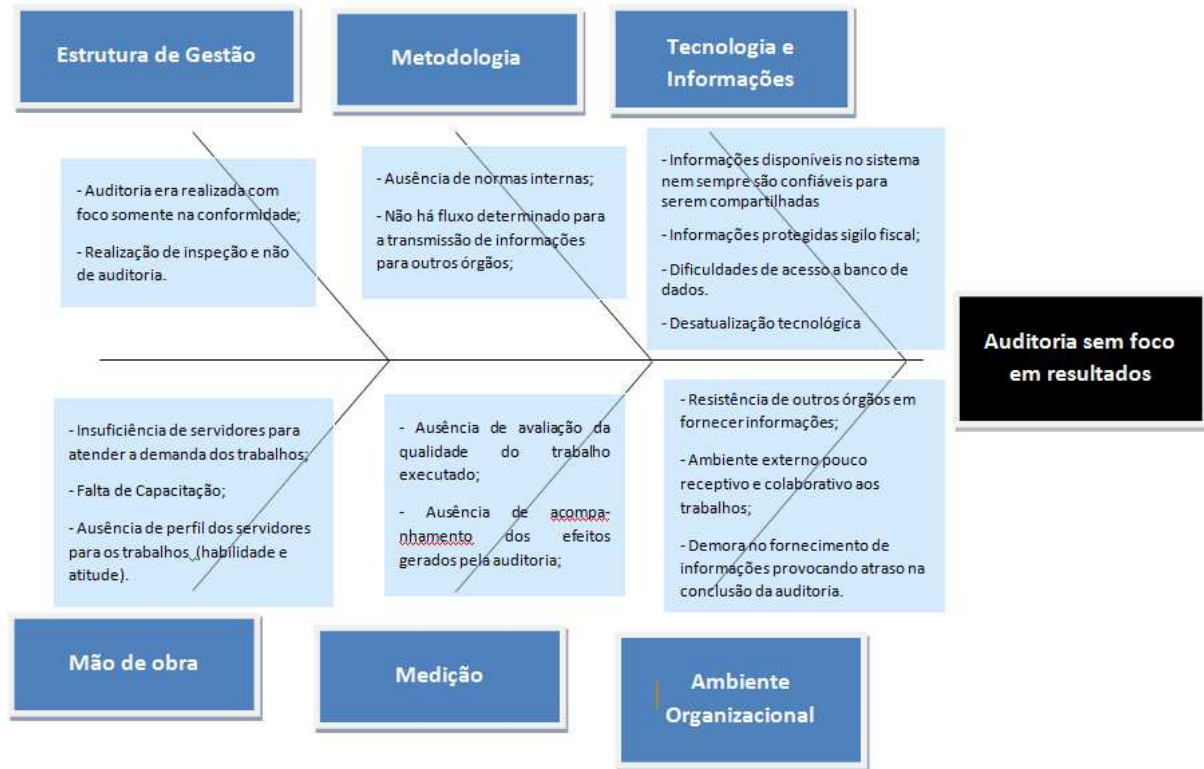 Estrutura de Gestão
Metodologia
Tecnologia e
Informações
- Auditoria era realizada com
foco somente na conformidade;
- Realização de inspeção e não
de auditoria.
- Ausência de normas internas;
- Não há fluxo determinado para
a transmissão de informações
para outros órgãos;
- Informações disponíveis no sistema
nem sempre são confiáveis para
serem compartilhadas
- Informações protegidas sigilo fiscal;
- Dificuldades de acesso a banco de
dados.
- Desatualização tecnológica
Auditoria sem foco
em resultados
- Insuficiência de servidores para
atender a demanda dos trabalhos;
- Falta de Capacitação;
- Ausência de perfil dos servidores
para os trabalhos (habilidade e
atitude).
- Ausência de avaliação da
qualidade do trabalho
executado;
- Ausência de acompa-
nhamento dos efeitos
gerados pela auditoria;
- Resistência de outros órgãos em
fornecer informações;
- Ambiente externo pouco
receptivo e colaborativo aos
trabalhos;
- Demora no fornecimento de
informações provocando atraso na
conclusão da auditoria.
Mão de obra
Medição
Ambiente
Organizacional